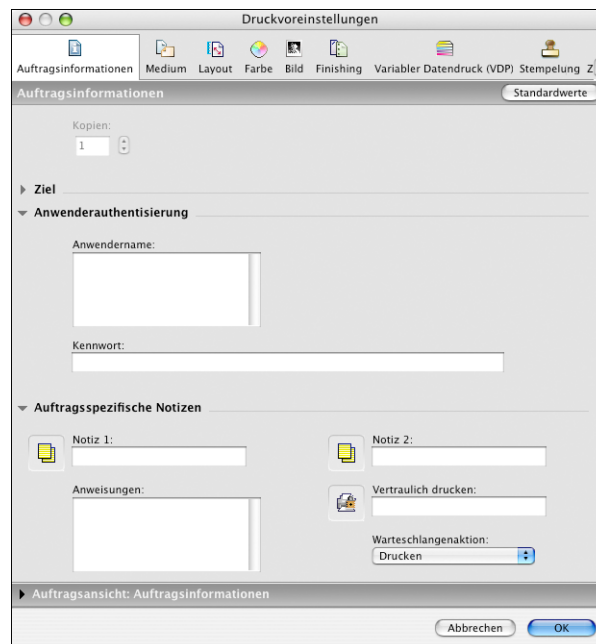 Druckvoreinstellungen
Auftragsinformationen Medium Layout Farbe Bild Finishing Variabler Datendruck (VDP) Stempelung Z
Auftragsinformationen Standardwerte
Kopien:
1
Ziel
Anwenderauthentisierung
Anwendername:
Kennwort:
Auftragsspezifische Notizen
Notiz 1: Notiz 2:
Anweisungen: Vertraulich drucken:
Warteschlangenaktion:
Drucken
Auftragsansicht: Auftragsinformationen
Abbrechen OK